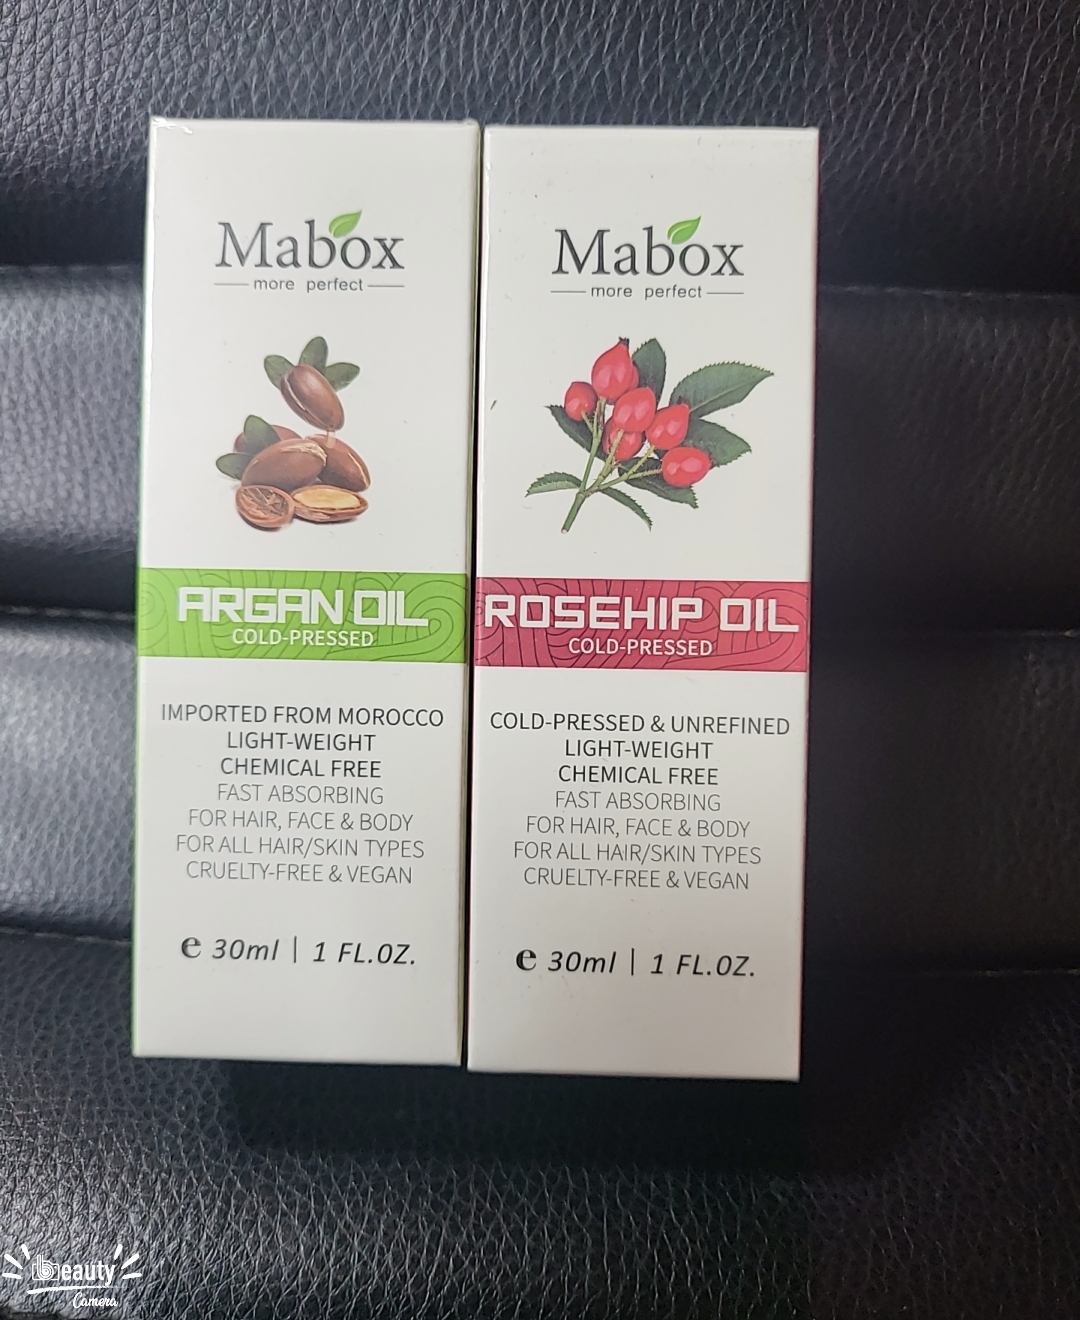 Mabox
more perfect
ARGAN OIL
COLD-PRESSED
IMPORTED FROM MOROCCO
LIGHT-WEIGHT
CHEMICAL FREE
FAST ABSORBING
FOR HAIR, FACE & BODY
FOR ALL HAIR/SKIN TYPES
CRUELTY-FREE & VEGAN
e 30ml | 1 FL.OZ.
Mabox
more perfect
ROSEHIP OIL
COLD-PRESSED
COLD-PRESSED & UNREFINED
LIGHT-WEIGHT
CHEMICAL FREE
FAST ABSORBING
FOR HAIR, FACE & BODY
FOR ALL HAIR/SKIN TYPES
CRUELTY-FREE & VEGAN
e 30ml | 1 FL.OZ.
beauty
Camera